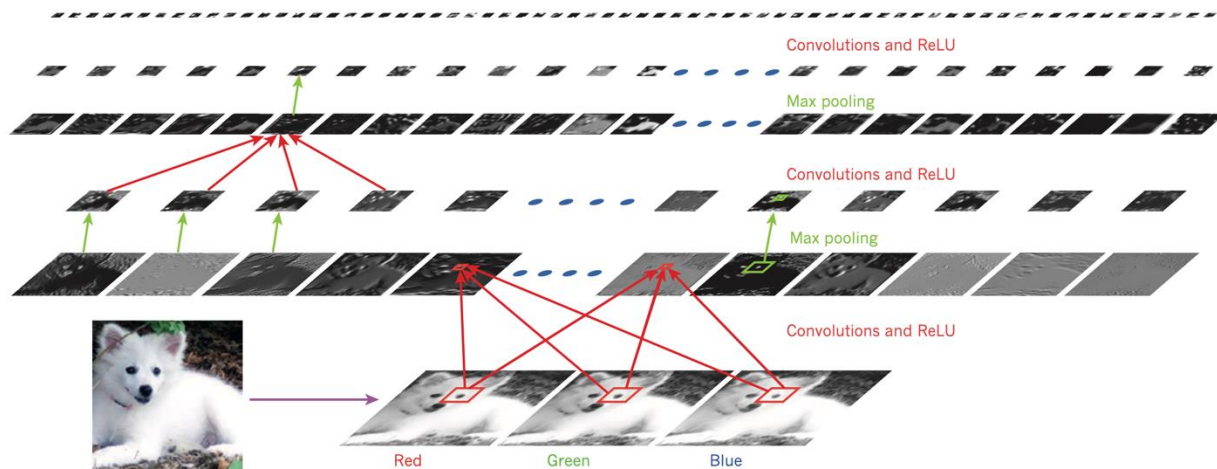 Convolutions and ReLU
Max pooling
Convolutions and ReLU
Max pooling
Convolutions and ReLU
Red Green Blue